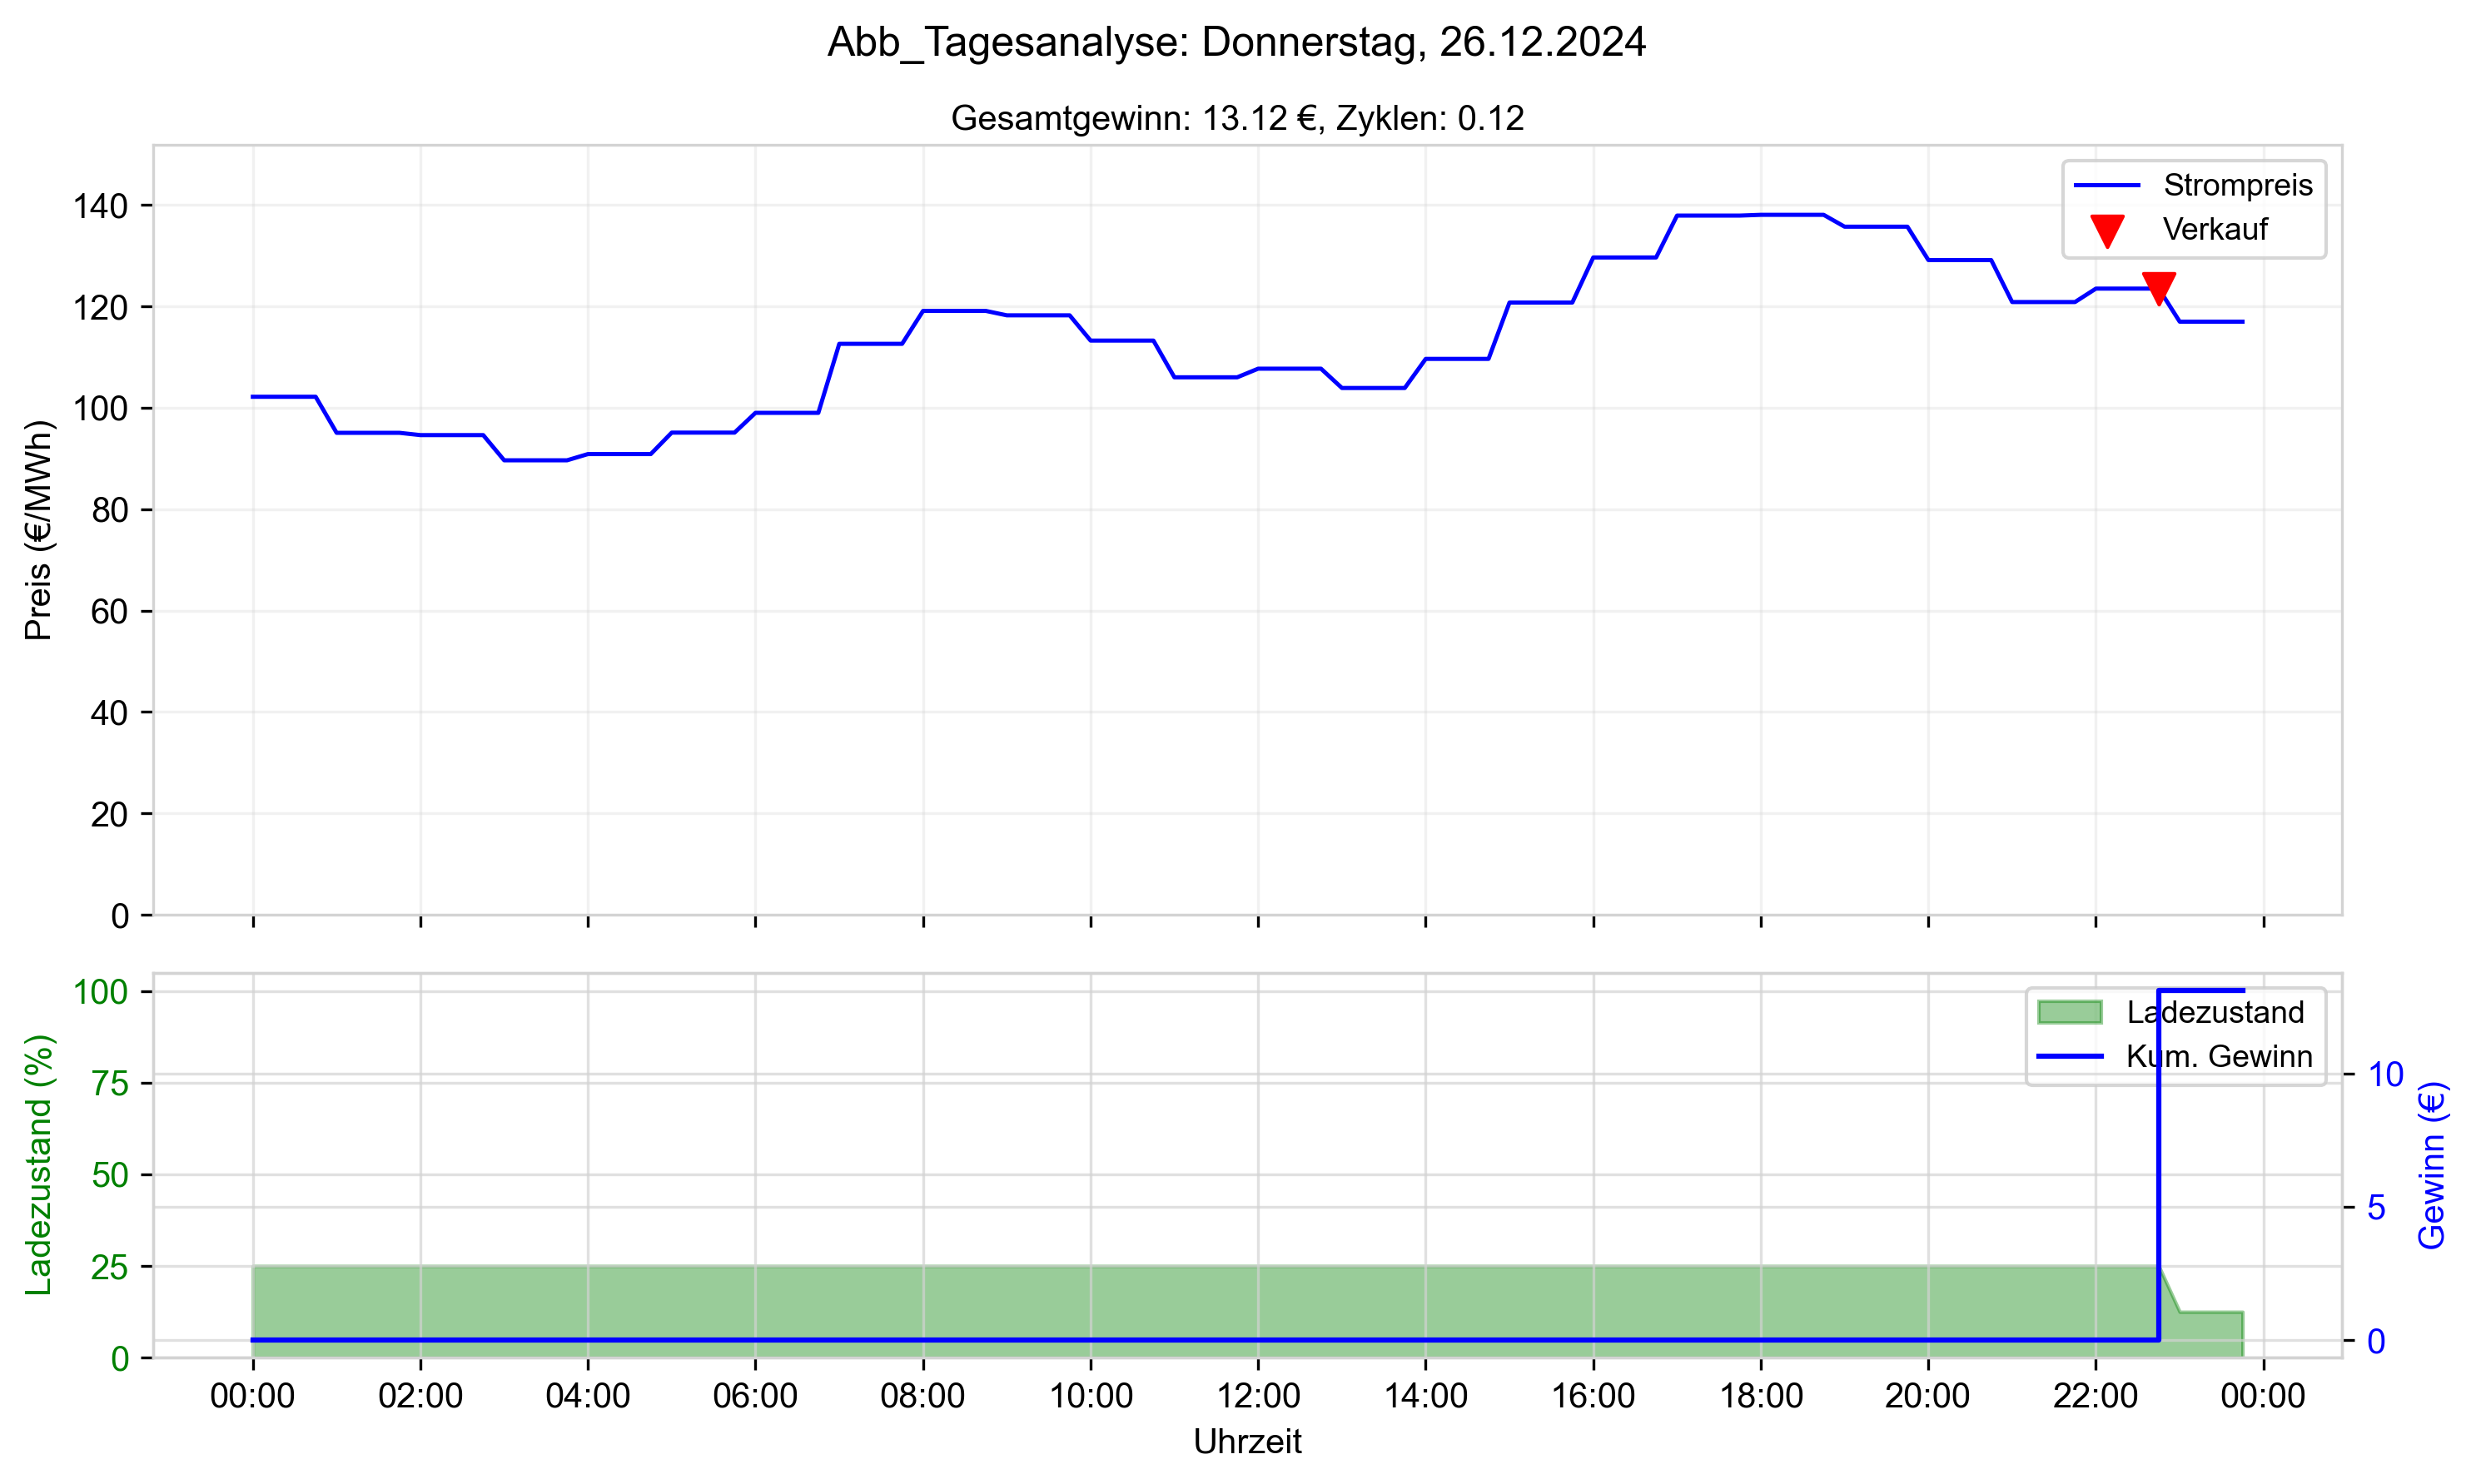 Abb_Tagesanalyse: Donnerstag, 26.12.2024
Gesamtgewinn: 13.12 €, Zyklen: 0.12
Preis (€/MWh)
140
120
100
80
60
40
20
0
Strompreis
Verkauf
Ladezustand (%)
100
75
50
25
0
Ladezustand
Kum. Gewinn
10
5
0
Gewinn (€)
00:00 02:00 04:00 06:00 08:00 10:00 12:00 14:00 16:00 18:00 20:00 22:00 00:00
Uhrzeit